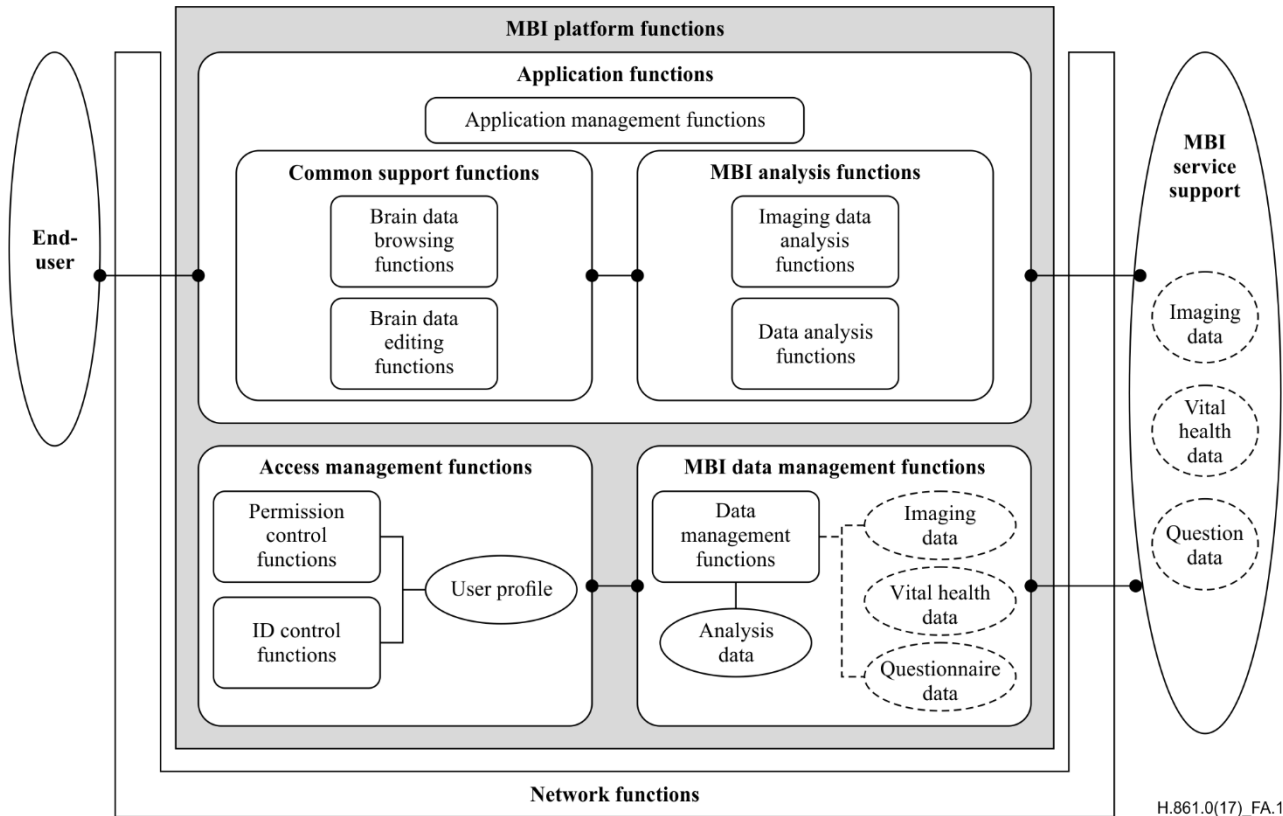 MBI platform functions
Application functions
Application management functions
Common support functions
Brain data
browsing
functions
Brain data
editing
functions
MBI analysis functions
Imaging data
analysis
functions
Data analysis
functions
End-
user
MBI
service
support
Imaging
data
Vital
health
data
Question
data
Access management functions
Permission
control
functions
ID control
functions
User profile
MBI data management functions
Data
management
functions
Analysis
data
Imaging
data
Vital health
data
Questionnaire
data
Network functions
H.861.0(17)_FA.1